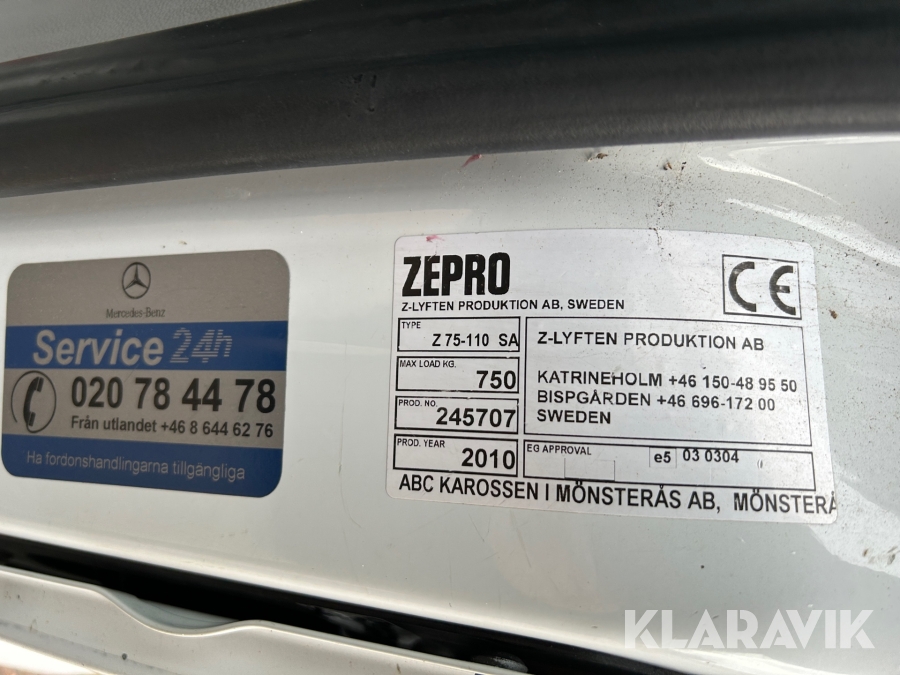 Mercedes-Benz
Service 24h
020 78 44 78
Från utlandet +46 8 644 62 76
Ha fordonshandlingarna tillgängliga
ZEPRO
Z-LYFTEN PRODUKTION AB, SWEDEN
CE
TYPE
Z 75-110 SA
MAX LOAD KG.
750
PROD. NO.
245707
PROD. YEAR
2010
Z-LYFTEN PRODUKTION AB
KATRINEHOLM +46 150-48 95 50
BISPGÅRDEN +46 696-172 00
SWEDEN
EG APPROVAL
e5 03 0304
ABC KAROSSEN I MÖNSTERÅS AB, MÖNSTERÅ
KLARAVIK